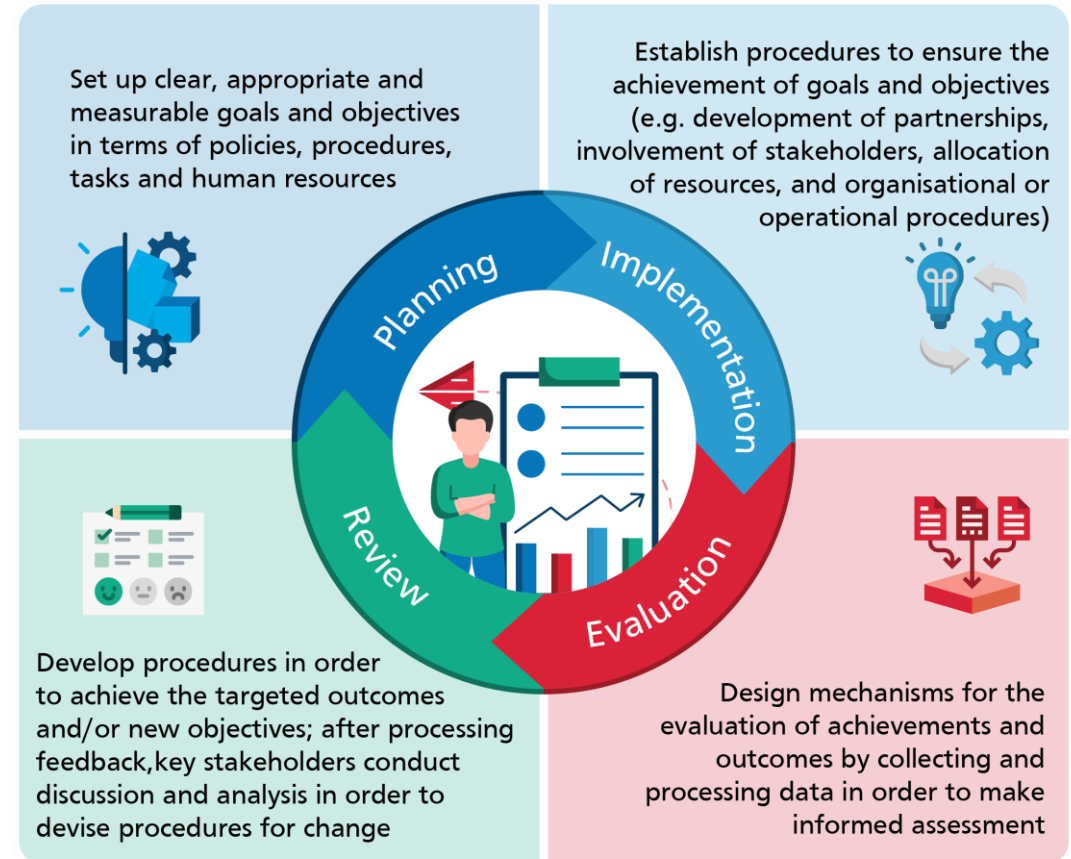 Set up clear, appropriate and
measurable goals and objectives
in terms of policies, procedures,
tasks and human resources
Establish procedures to ensure the
achievement of goals and objectives
(e.g. development of partnerships,
involvement of stakeholders, allocation
of resources, and organisational or
operational procedures)
Planning
Implementation
Review
Evaluation
Develop procedures in order
to achieve the targeted outcomes
and/or new objectives; after processing
feedback,key stakeholders conduct
discussion and analysis in order to
devise procedures for change
Design mechanisms for the
evaluation of achievements and
outcomes by collecting and
processing data in order to make
informed assessment